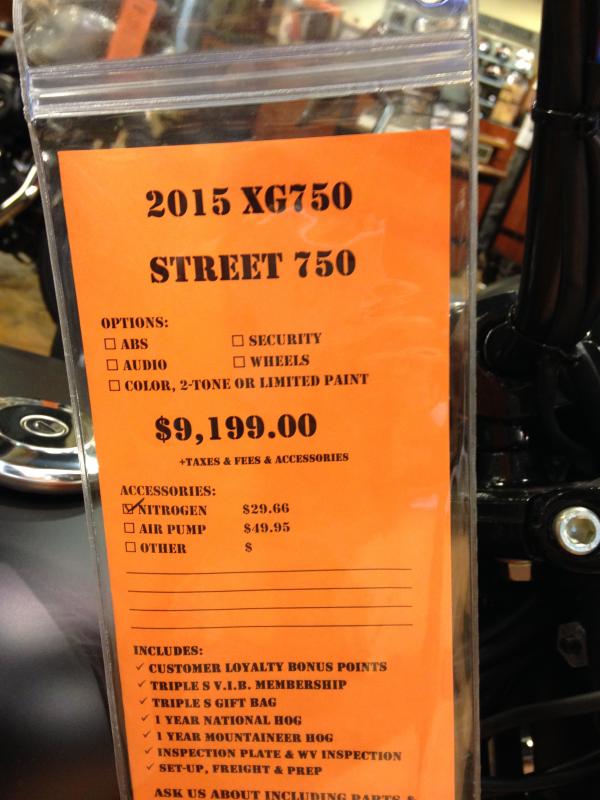 2015 XG750
STREET 750
OPTIONS:
☐ ABS ☐ SECURITY
☐ AUDIO ☐ WHEELS
☐ COLOR, 2-TONE OR LIMITED PAINT
$9,199.00
+TAXES & FEES & ACCESSORIES
ACCESSORIES:
☑ NITROGEN $29.66
☐ AIR PUMP $49.95
☐ OTHER $
INCLUDES:
✓ CUSTOMER LOYALTY BONUS POINTS
✓ TRIPLE S V.I.B. MEMBERSHIP
✓ TRIPLE S GIFT BAG
✓ 1 YEAR NATIONAL HOG
✓ 1 YEAR MOUNTAINEER HOG
✓ INSPECTION PLATE & WV INSPECTION
✓ SET-UP, FREIGHT & PREP
ASK US ABOUT INCLUDING PARTS &